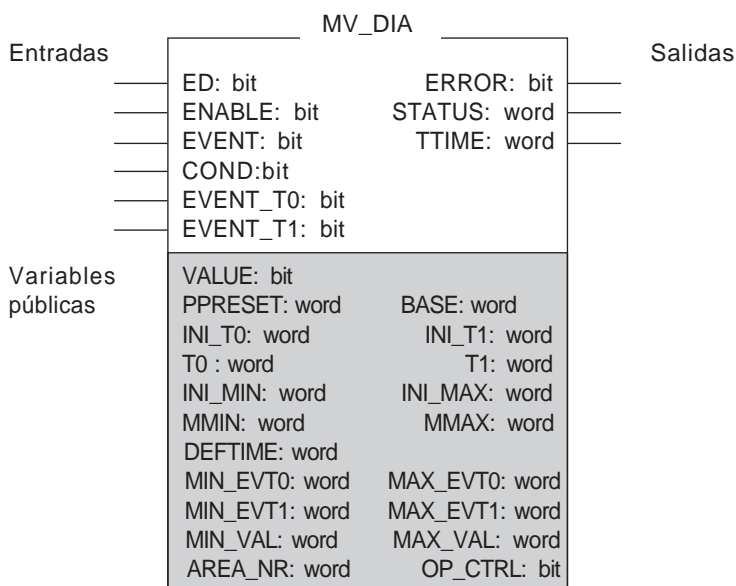 MV_DIA
Entradas Salidas
ED: bit ERROR: bit
ENABLE: bit STATUS: word
EVENT: bit TTIME: word
COND:bit
EVENT_T0: bit
EVENT_T1: bit
Variables VALUE: bit
públicas PPRESET: word BASE: word
INI_T0: word INI_T1: word
T0 : word T1: word
INI_MIN: word INI_MAX: word
MMIN: word MMAX: word
DEFTIME: word
MIN_EVT0: word MAX_EVT0: word
MIN_EVT1: word MAX_EVT1: word
MIN_VAL: word MAX_VAL: word
AREA_NR: word OP_CTRL: bit